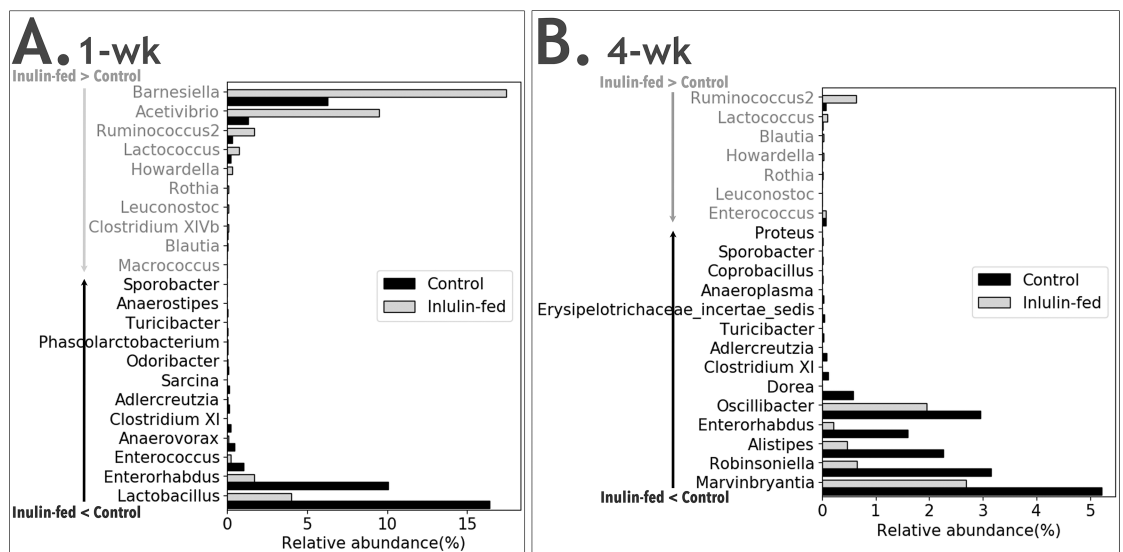 A. 1-wk
Inulin-fed > Control
Barnesiella
Acetivibrio
Ruminococcus2
Lactococcus
Howardella
Rothia
Leuconostoc
Clostridium XIVb
Blautia
Macrococcus
Sporobacter
Anaerostipes
Turicibacter
Phascolarctobacterium
Odoribacter
Sarcina
Adlercreutzia
Clostridium XI
Anaerovorax
Enterococcus
Enterorhabdus
Lactobacillus
Inulin-fed < Control
Control
Inlulin-fed
0 5 10 15
Relative abundance(%)
B. 4-wk
Inulin-fed > Control
Ruminococcus2
Lactococcus
Blautia
Howardella
Rothia
Leuconostoc
Enterococcus
Proteus
Sporobacter
Coprobacillus
Anaeroplasma
Erysipelotrichaceae_incertae_sedis
Turicibacter
Adlercreutzia
Clostridium XI
Dorea
Oscillibacter
Enterorhabdus
Alistipes
Robinsoniella
Marvinbryantia
Inulin-fed < Control
Control
Inlulin-fed
0 1 2 3 4 5
Relative abundance(%)